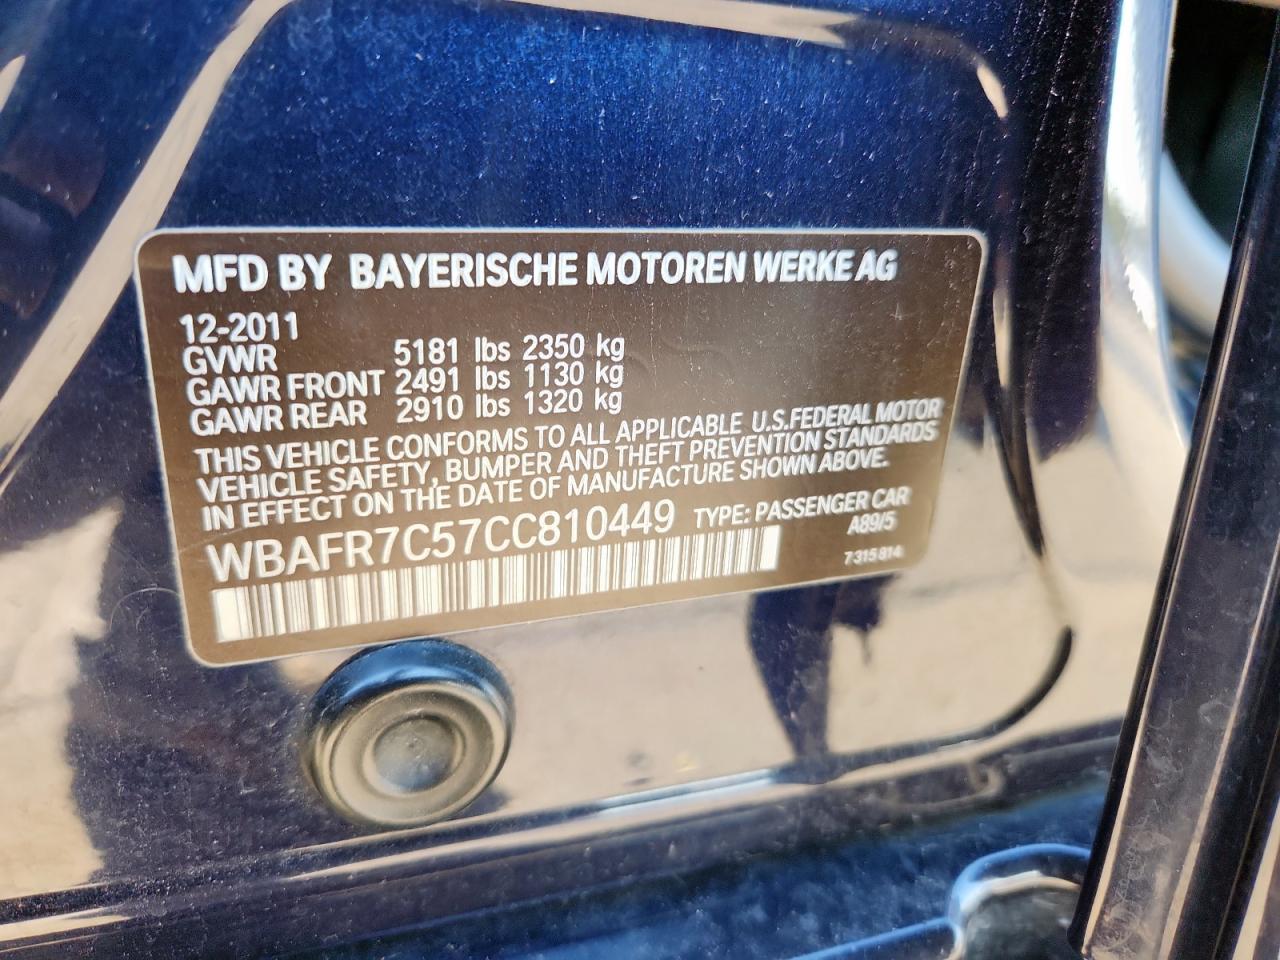 MFD BY BAYERISCHE MOTOREN WERKE AG
12-2011
GVWR 5181 lbs 2350 kg
GAWR FRONT 2491 lbs 1130 kg
GAWR REAR 2910 lbs 1320 kg
THIS VEHICLE CONFORMS TO ALL APPLICABLE U.S.FEDERAL MOTOR
VEHICLE SAFETY, BUMPER AND THEFT PREVENTION STANDARDS
IN EFFECT ON THE DATE OF MANUFACTURE SHOWN ABOVE.
WBAFR7C57CC810449 TYPE: PASSENGER CAR
A89/5
7315814